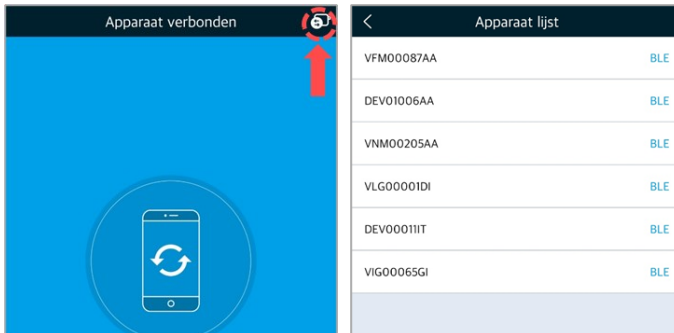 Apparaat verbonden
Apparaat lijst
VFM00087AA BLE
DEV01006AA BLE
VNM00205AA BLE
VLG00001DI BLE
DEV00011IT BLE
VIG00065GI BLE